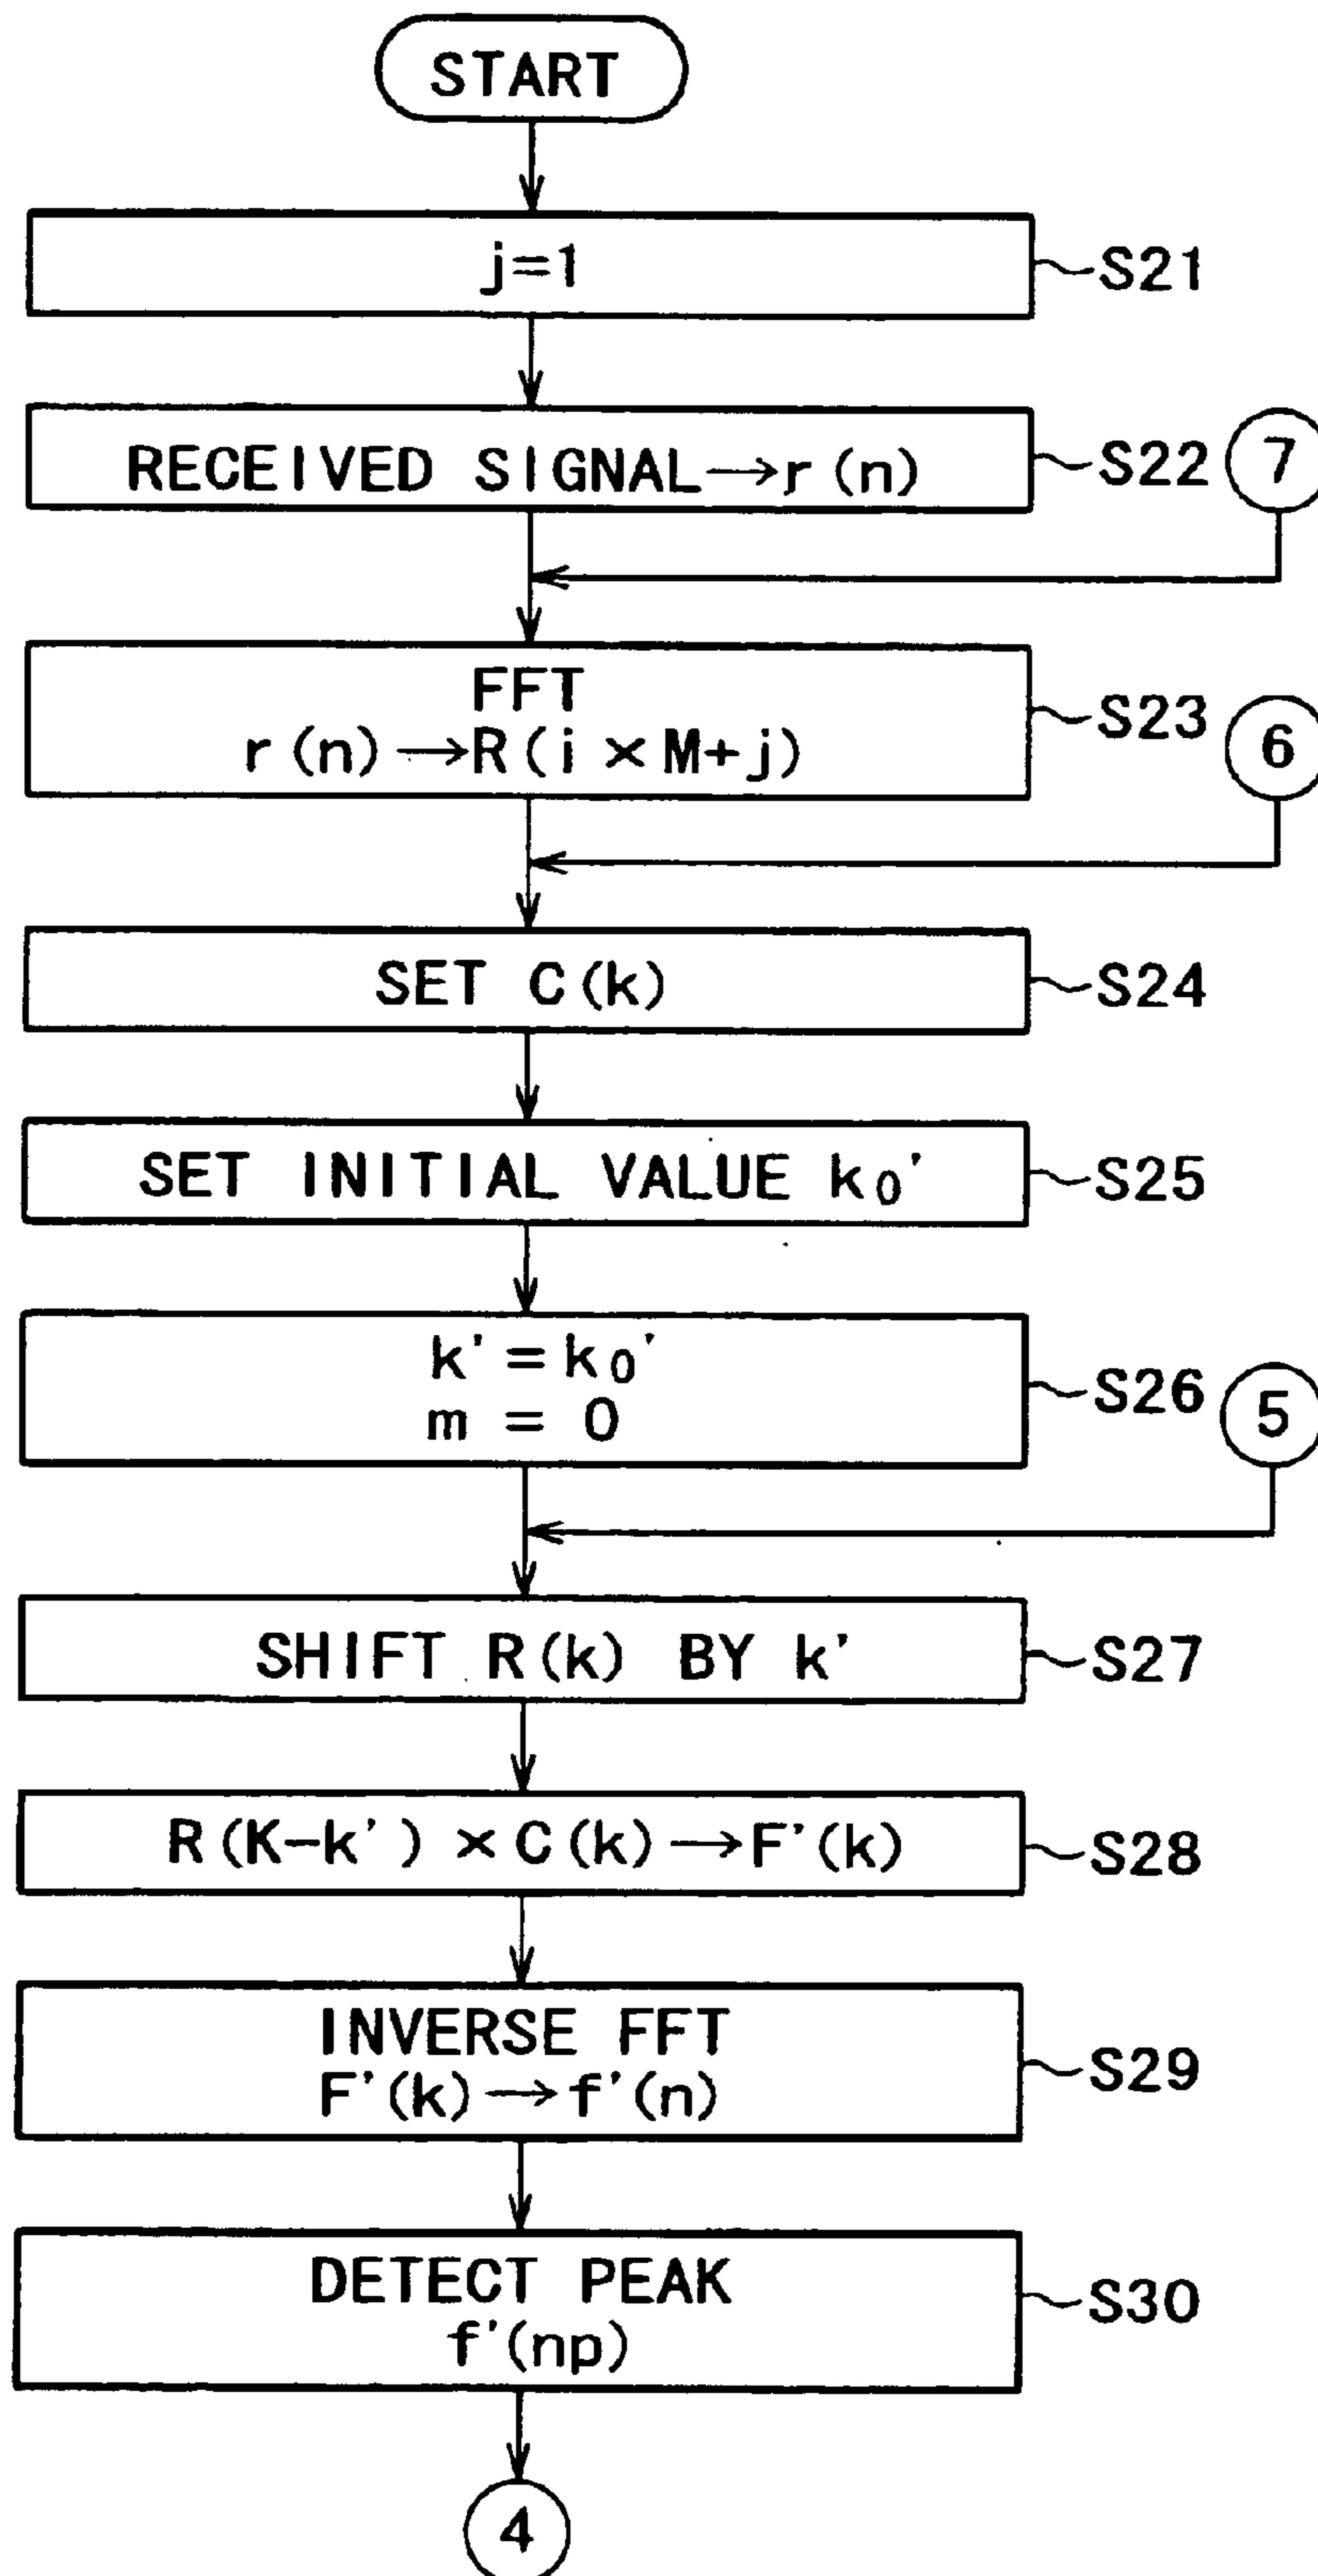 START
j=1
S21
RECEIVED SIGNAL→r(n)
S22
7
FFT
r(n)→R(i×M+j)
S23
6
SET C(k)
S24
SET INITIAL VALUE k₀'
S25
k'=k₀'
m = 0
S26
5
SHIFT R(k) BY k'
S27
R(K-k')×C(k)→F'(k)
S28
INVERSE FFT
F'(k)→f'(n)
S29
DETECT PEAK
f'(np)
S30
4